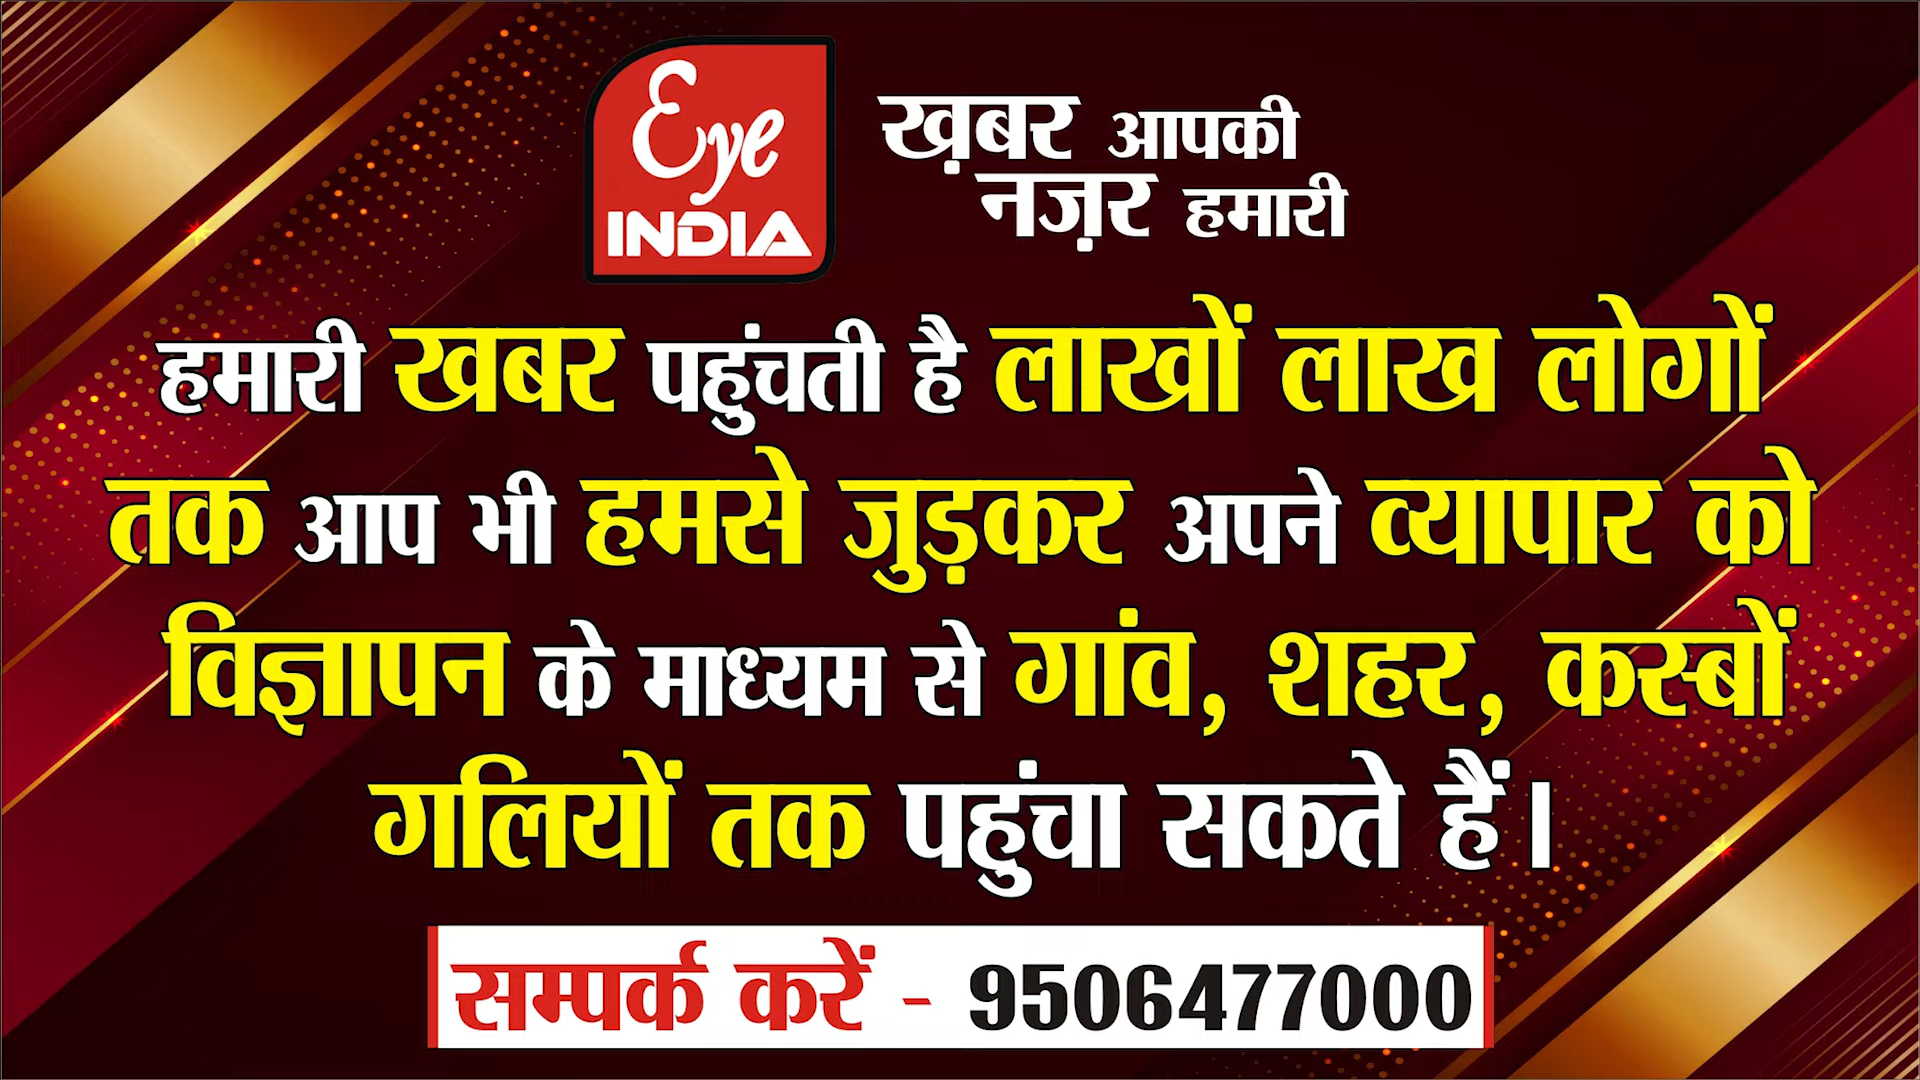 Eye
INDIA
ख़बर आपकी
नज़र हमारी
हमारी खबर पहुंचती है लाखों लाख लोगों
तक आप भी हमसे जुड़कर अपने व्यापार को
विज्ञापन के माध्यम से गांव, शहर, कस्बों
गलियों तक पहुंचा सकते हैं।
सम्पर्क करें - 9506477000